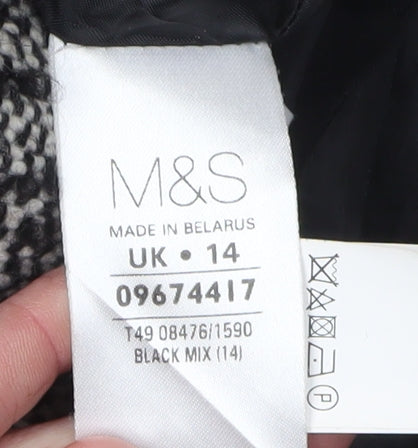 M&S
MADE IN BELARUS
UK • 14
09674417
T49 08476/1590
BLACK MIX (14)
P